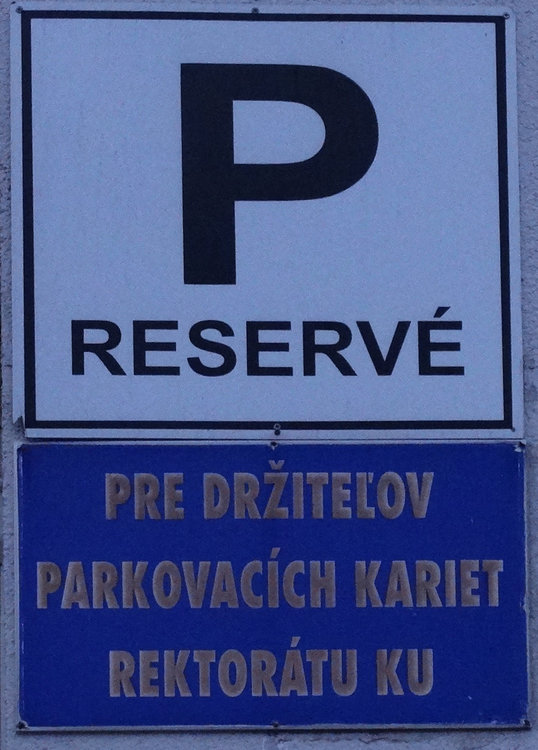 P
RESERVÉ
PRE DRŽITEĽOV
PARKOVACÍCH KARIET
REKTORÁTU KU